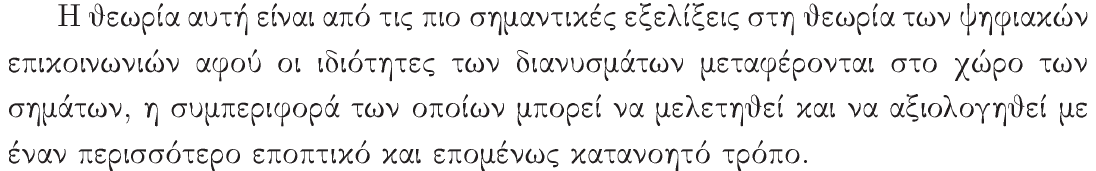 Η θεωρία αυτή είναι από τις πιο σημαντικές εξελίξεις στη θεωρία των ψηφιακών
επικοινωνιών αφού οι ιδιότητες των διανυσμάτων μεταφέρονται στο χώρο των
σημάτων, η συμπεριφορά των οποίων μπορεί να μελετηθεί και να αξιολογηθεί με
έναν περισσότερο εποπτικό και επομένως κατανοητό τρόπο.